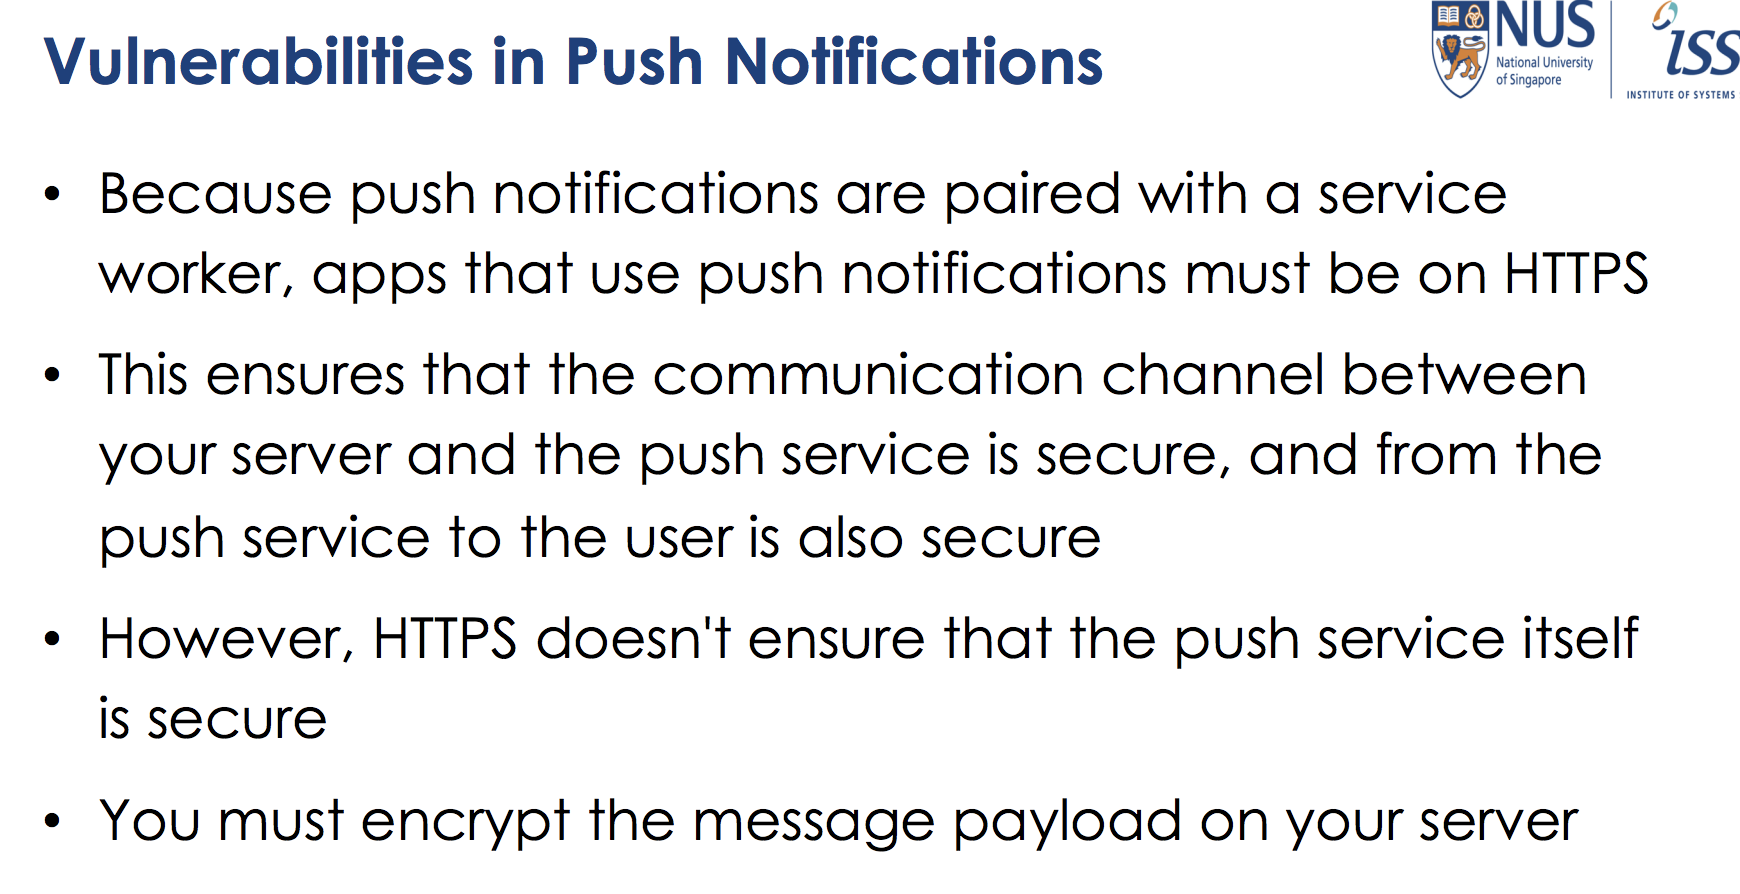 Vulnerabilities in Push Notifications
NUS
National University
of Singapore
ISS
INSTITUTE OF SYSTEMS
• Because push notifications are paired with a service
worker, apps that use push notifications must be on HTTPS
• This ensures that the communication channel between
your server and the push service is secure, and from the
push service to the user is also secure
• However, HTTPS doesn't ensure that the push service itself
is secure
• You must encrypt the message payload on your server